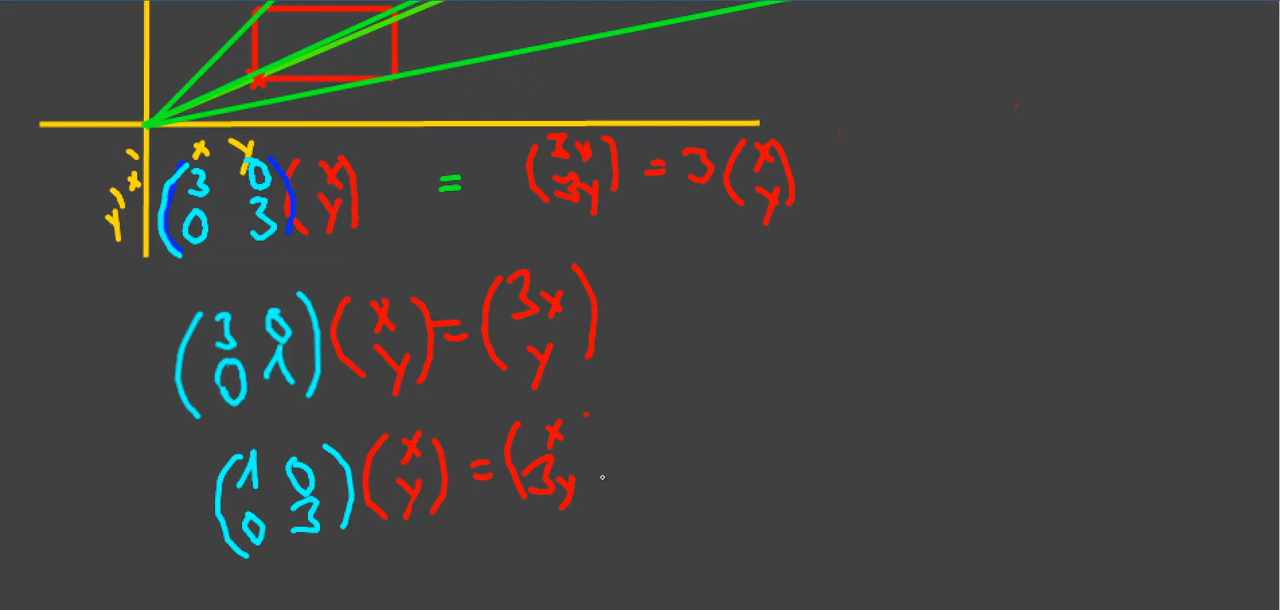 x y
x' y' (3 0 0 3) (x y) = (3x 3y) = 3 (x y)
(3 0 0 1) (x y) = (3x y)
(1 0 0 3) (x y) = (x 3y